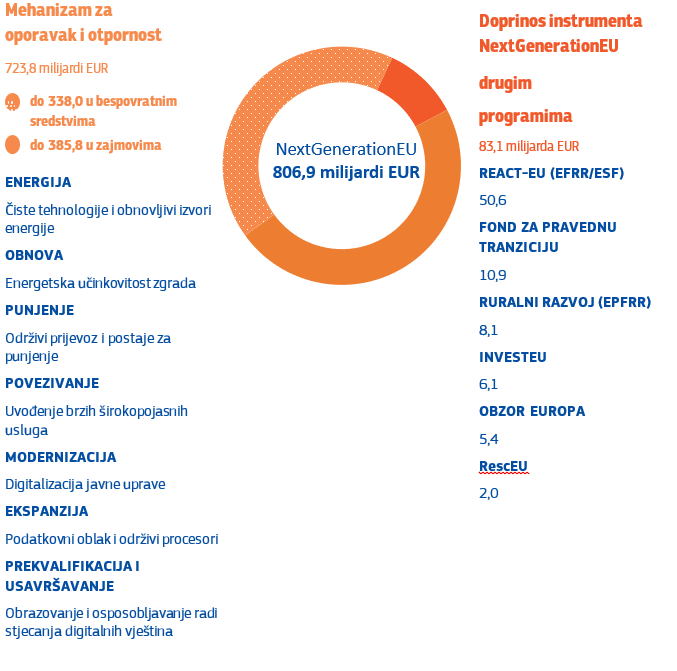 Mehanizam za
oporavak i otpornost
723,8 milijardi EUR
do 338,0 u bespovratnim
sredstvima
do 385,8 u zajmovima
ENERGIJA
Čiste tehnologije i obnovljivi izvori
energije
OBNOVA
Energetska učinkovitost zgrada
PUNJENJE
Održivi prijevoz i postaje za
punjenje
POVEZIVANJE
Uvođenje brzih širokopojasnih
usluga
MODERNIZACIJA
Digitalizacija javne uprave
EKSPANZIJA
Podatkovni oblak i održivi procesori
PREKVALIFIKACIJA I
USAVRŠAVANJE
Obrazovanje i osposobljavanje radi
stjecanja digitalnih vještina
NextGenerationEU
806,9 milijardi EUR
Doprinos instrumenta
NextGenerationEU
drugim
programima
83,1 milijarda EUR
REACT-EU (EFRR/ESF)
50,6
FOND ZA PRAVEDNU
TRANZICIJU
10,9
RURALNI RAZVOJ (EPFRR)
8,1
INVESTEU
6,1
OBZOR EUROPA
5,4
RescEU
2,0